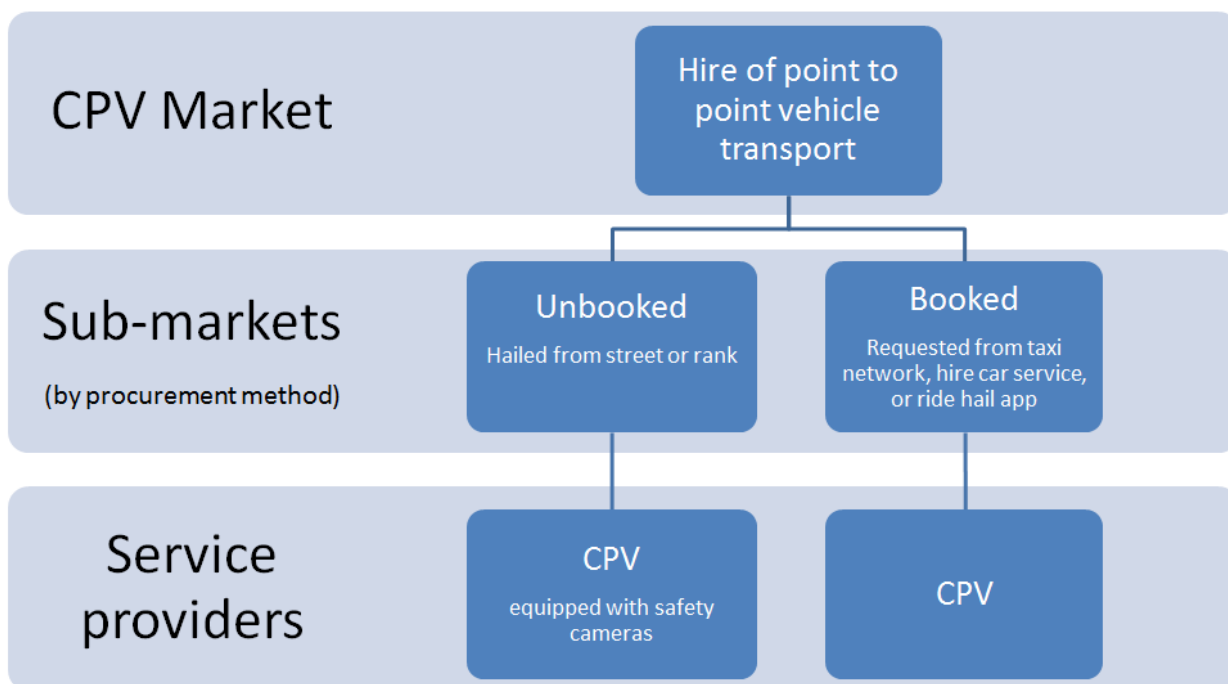 CPV Market
Hire of point to
point vehicle
transport
Sub-markets
(by procurement method)
Unbooked
Hailed from street or rank
Booked
Requested from taxi
network, hire car service,
or ride hail app
Service
providers
CPV
equipped with safety
cameras
CPV